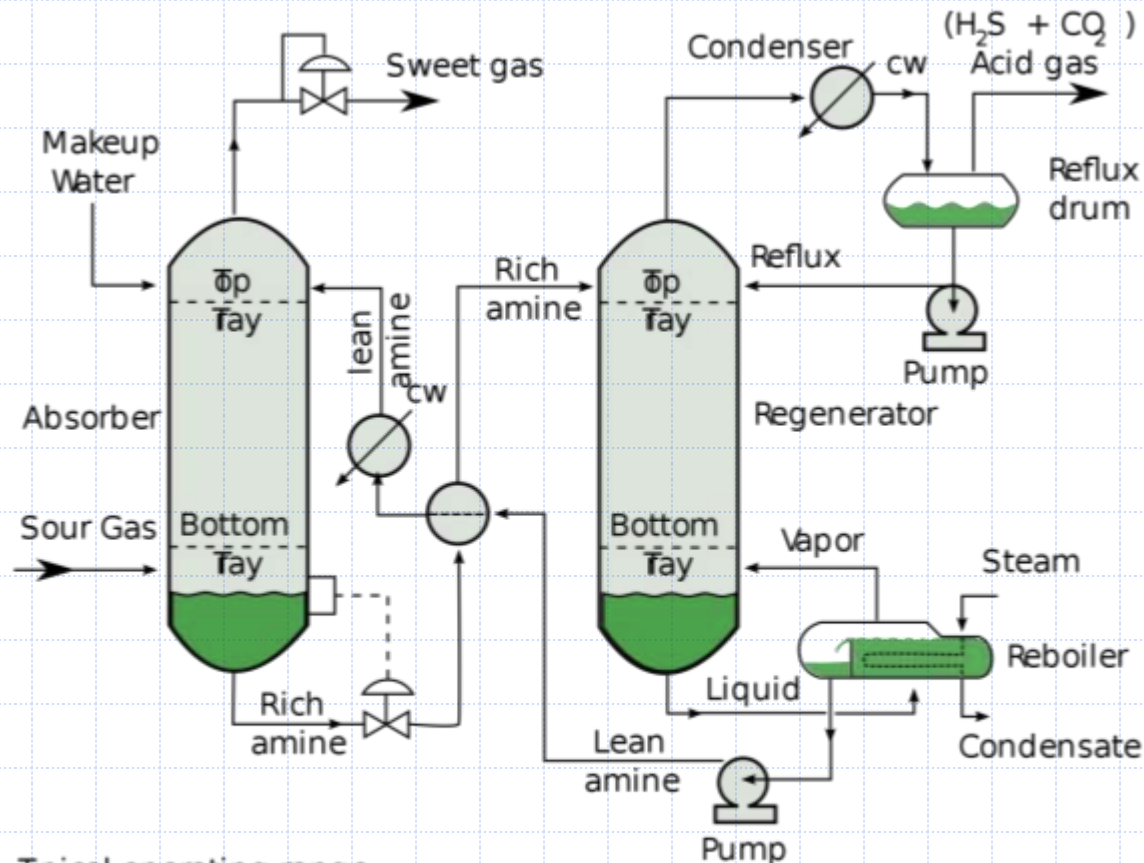 (H2S + CO2 )
Acid gas
Condenser
cw
Sweet gas
Makeup
Water
Reflux
drum
Reflux
Rich
amine
Top
Tray
Top
Tray
lean
amine
cw
Pump
Absorber
Regenerator
Sour Gas
Bottom
Tray
Bottom
Tray
Vapor
Steam
Reboiler
Liquid
Rich
amine
Lean
amine
Condensate
Pump